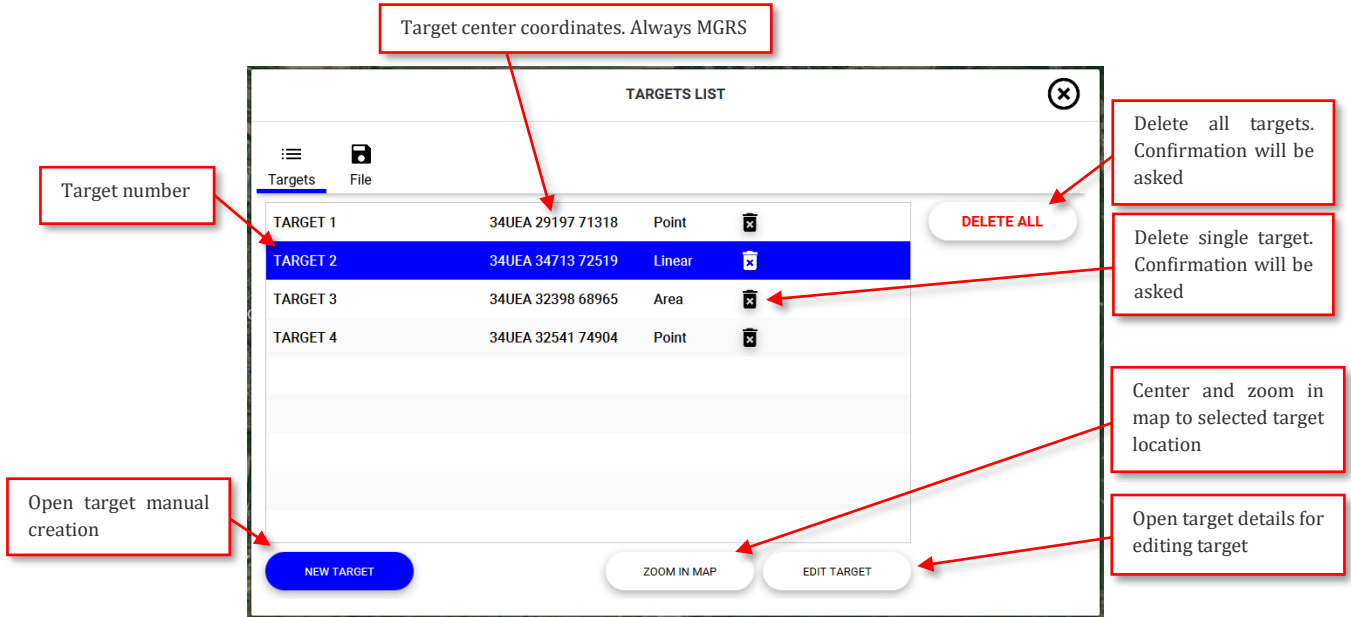 Target center coordinates. Always MGRS
TARGETS LIST
Delete all targets.
Confirmation will be
asked
Targets
File
Target number
TARGET 1 34UEA 29197 71318 Point
DELETE ALL
TARGET 2 34UEA 34713 72519 Linear
Delete single target.
Confirmation will be
asked
TARGET 3 34UEA 32398 68965 Area
TARGET 4 34UEA 32541 74904 Point
Center and zoom in
map to selected target
location
Open target manual
creation
Open target details for
editing target
NEW TARGET
ZOOM IN MAP
EDIT TARGET